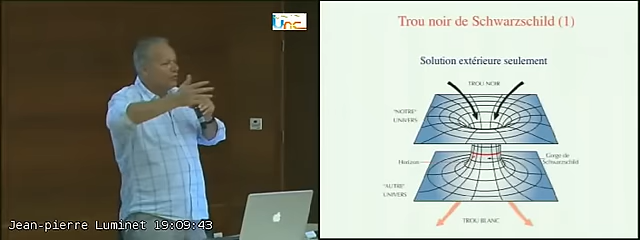 Unc
Jean-pierre Luminet 19:09:43
Trou noir de Schwarzschild (1)
Solution extérieure seulement
TROU NOIR
"NOTRE"
UNIVERS
Horizon
Gorge de
Schwarzschild
"AUTRE"
UNIVERS
TROU BLANC